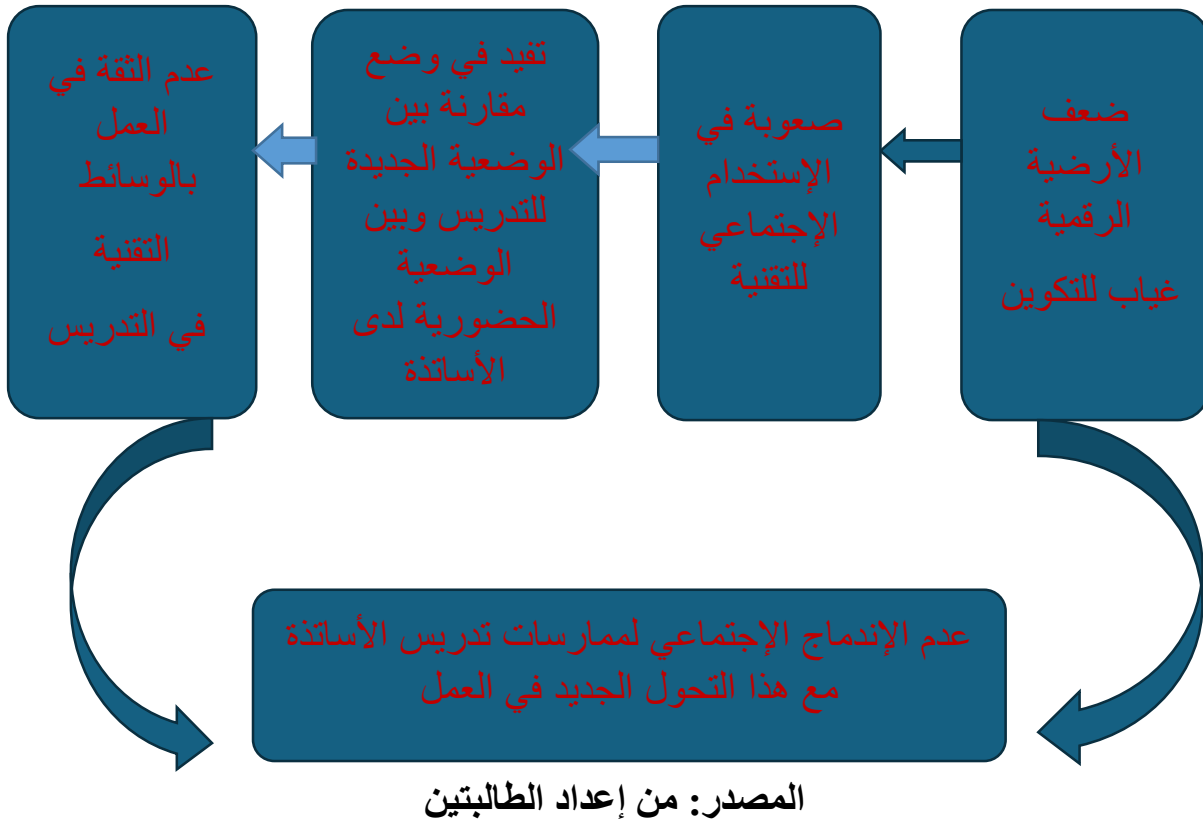 ضعف
الأرضية
الرقمية
غياب للتكوين
صعوبة في
الإستخدام
الإجتماعي
للتقنية
تفيد في وضع
مقارنة بين
الوضعية الجديدة
للتدريس وبين
الوضعية
الحضورية لدى
الأساتذة
عدم الثقة في
العمل
بالوسائط
التقنية
في التدريس
عدم الإندماج الإجتماعي لممارسات تدريس الأساتذة
مع هذا التحول الجديد في العمل
المصدر: من إعداد الطالبتين